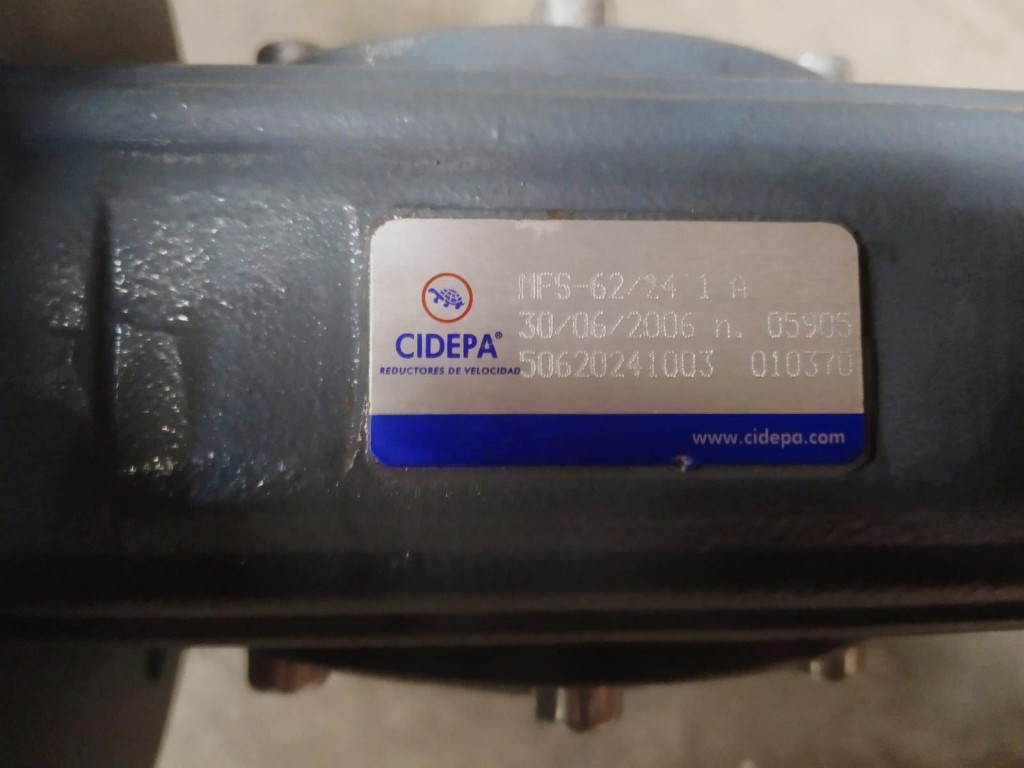 MFS-62/24 1 A
30/06/2006 n. 05905
CIDEPA®
50620241003 010370
REDUCTORES DE VELOCIDAD
www.cidepa.com